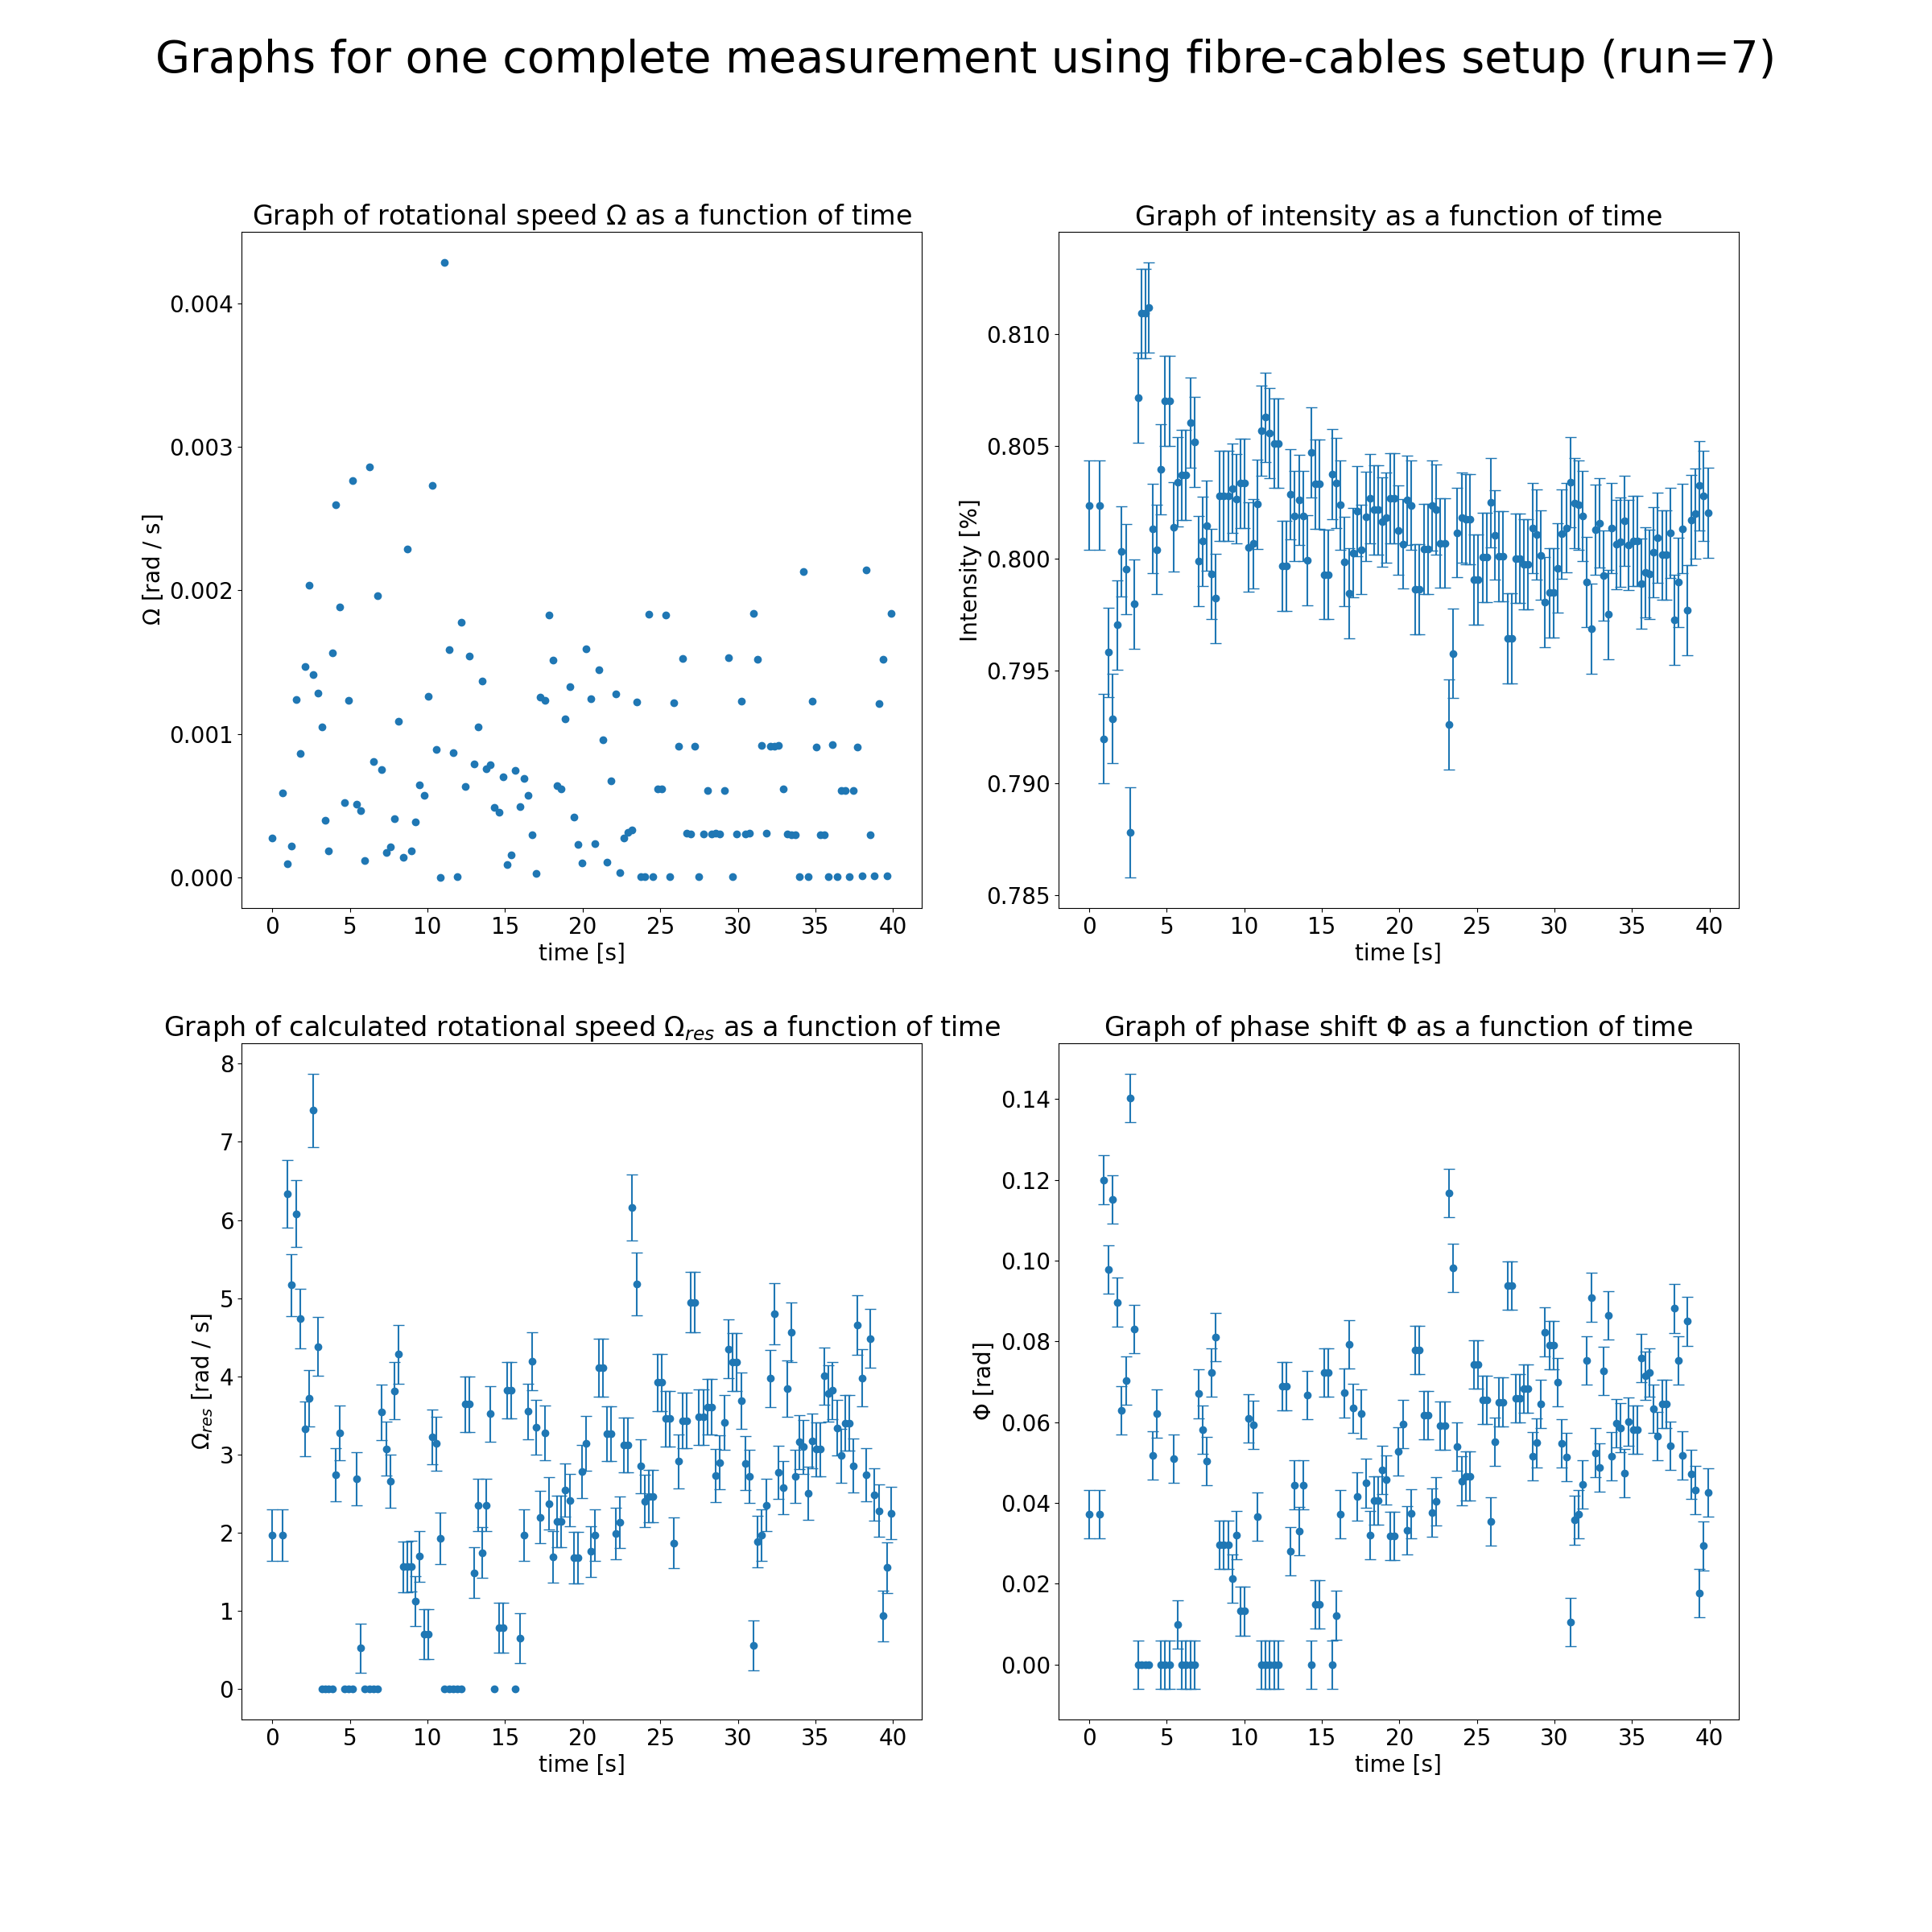 Graphs for one complete measurement using fibre-cables setup (run=7)
Graph of rotational speed Ω as a function of time
Ω [rad / s]
0.004
0.003
0.002
0.001
0.000
0 5 10 15 20 25 30 35 40
time [s]
Graph of intensity as a function of time
Intensity [%]
0.810
0.805
0.800
0.795
0.790
0.785
0 5 10 15 20 25 30 35 40
time [s]
Graph of calculated rotational speed Ωres as a function of time
Ωres [rad / s]
8
7
6
5
4
3
2
1
0
0 5 10 15 20 25 30 35 40
time [s]
Graph of phase shift Φ as a function of time
Φ [rad]
0.14
0.12
0.10
0.08
0.06
0.04
0.02
0.00
0 5 10 15 20 25 30 35 40
time [s]